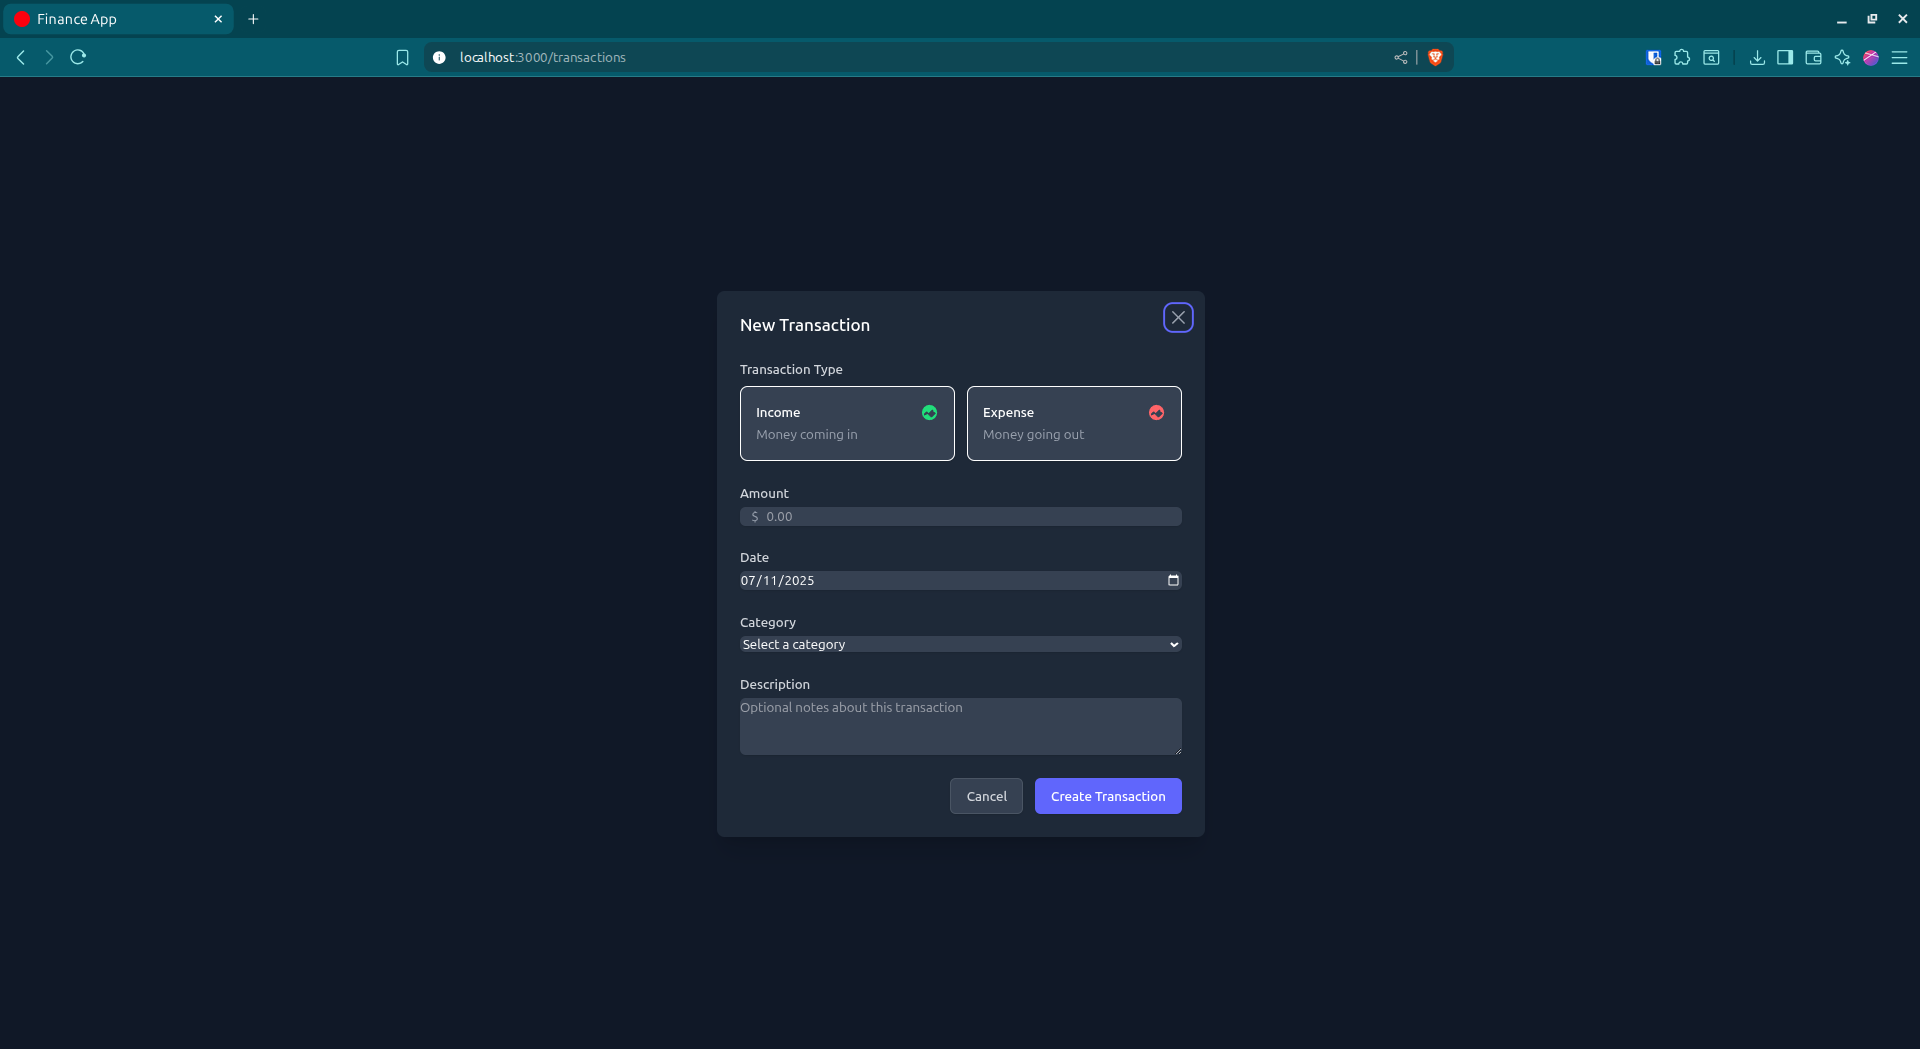 Finance App
localhost:3000/transactions
New Transaction
Transaction Type
Income
Money coming in
Expense
Money going out
Amount
$ 0.00
Date
07/11/2025
Category
Select a category
Description
Optional notes about this transaction
Cancel
Create Transaction